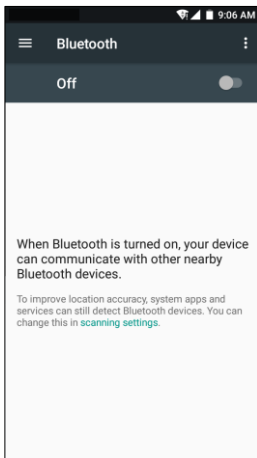 9:06 AM
Bluetooth
Off
When Bluetooth is turned on, your device
can communicate with other nearby
Bluetooth devices.
To improve location accuracy, system apps and
services can still detect Bluetooth devices. You can
change this in scanning settings.